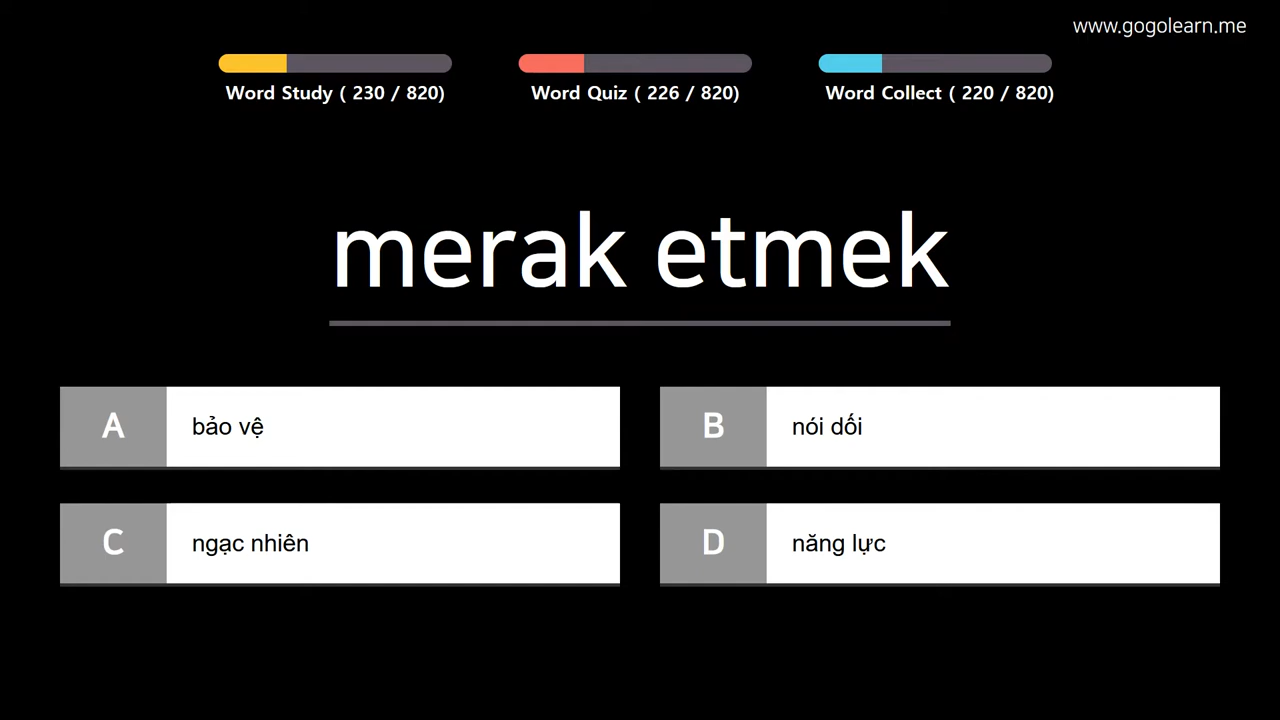 www.gogolearn.me
Word Study ( 230 / 820)
Word Quiz ( 226 / 820)
Word Collect ( 220 / 820)
merak etmek
A bảo vệ
B nói dối
C ngạc nhiên
D năng lực